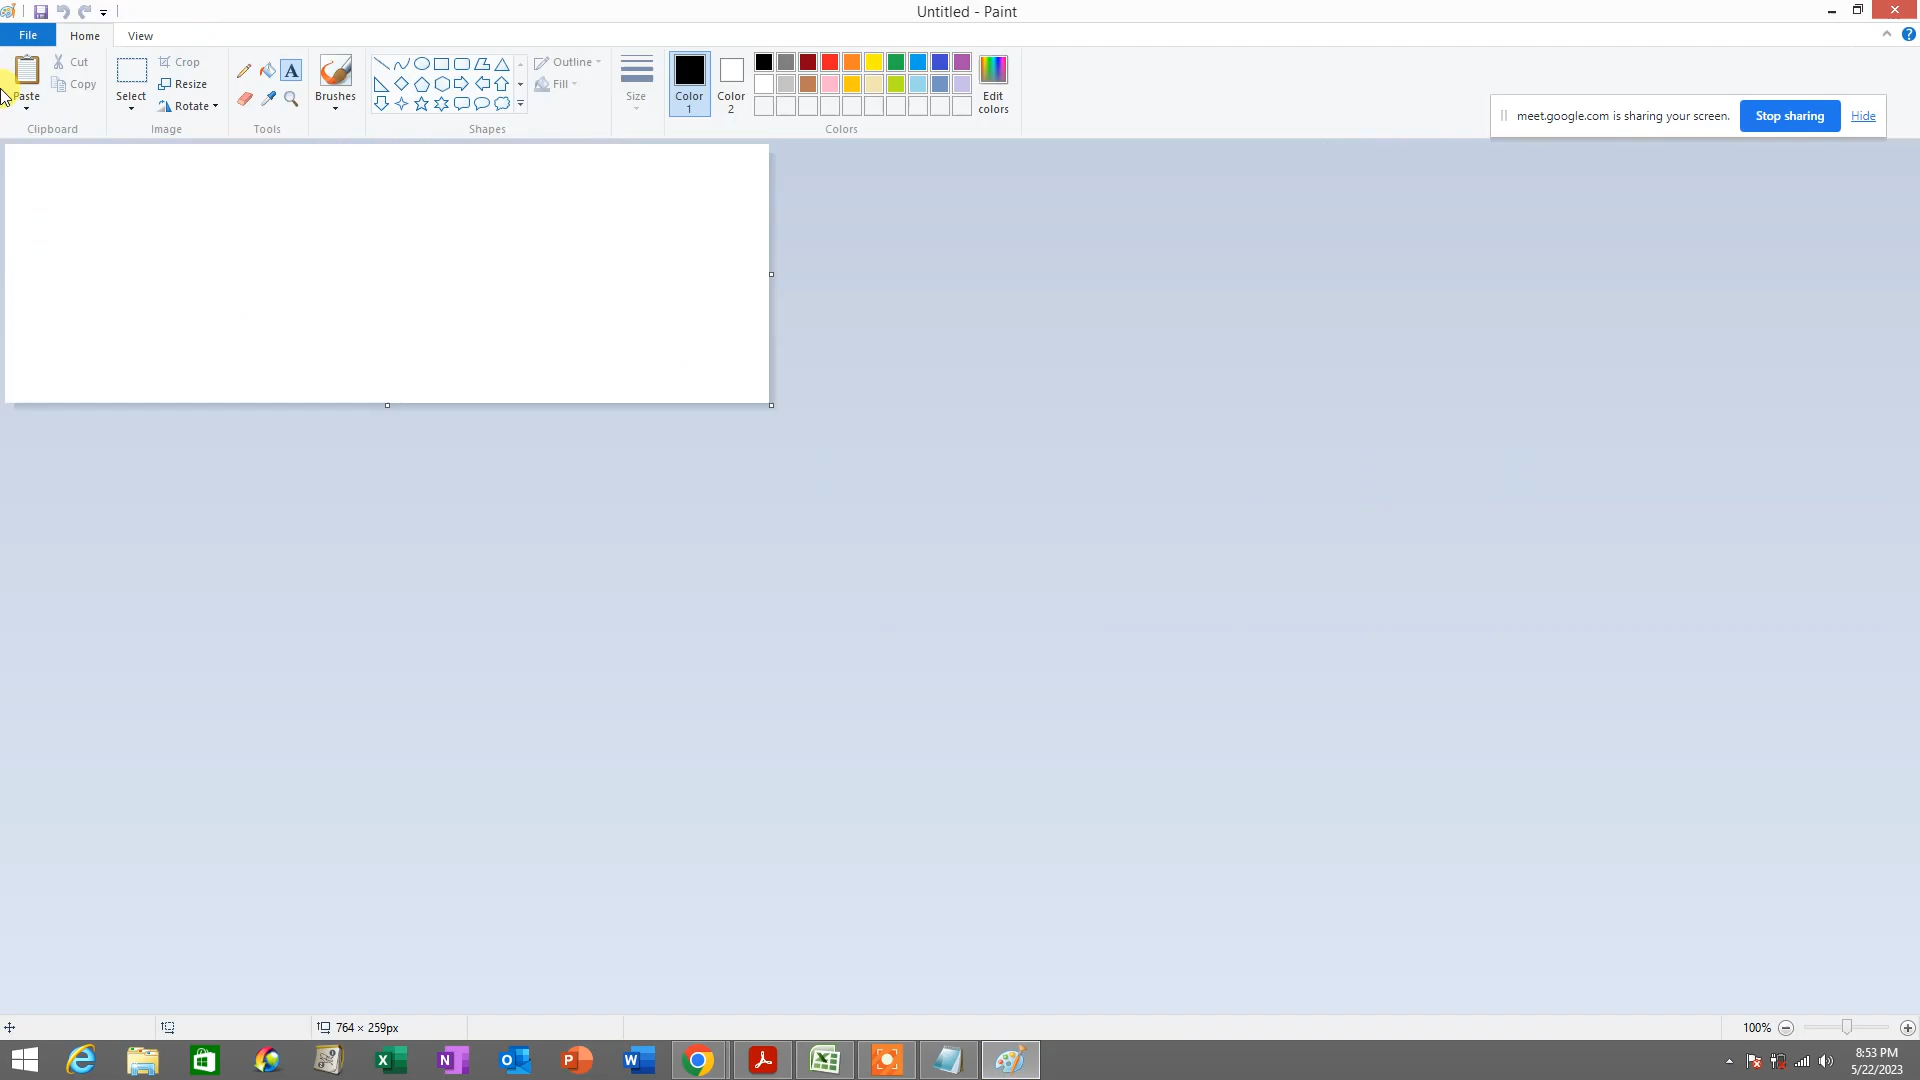 Untitled - Paint
File Home View
Paste
Cut
Copy
Clipboard
Select
Crop
Resize
Rotate
Image
A
Tools
Brushes
Shapes
Outline
Fill
Size
Color 1
Color 2
Edit colors
Colors
meet.google.com is sharing your screen. Stop sharing Hide
764 × 259px
100%
8:53 PM
5/22/2023